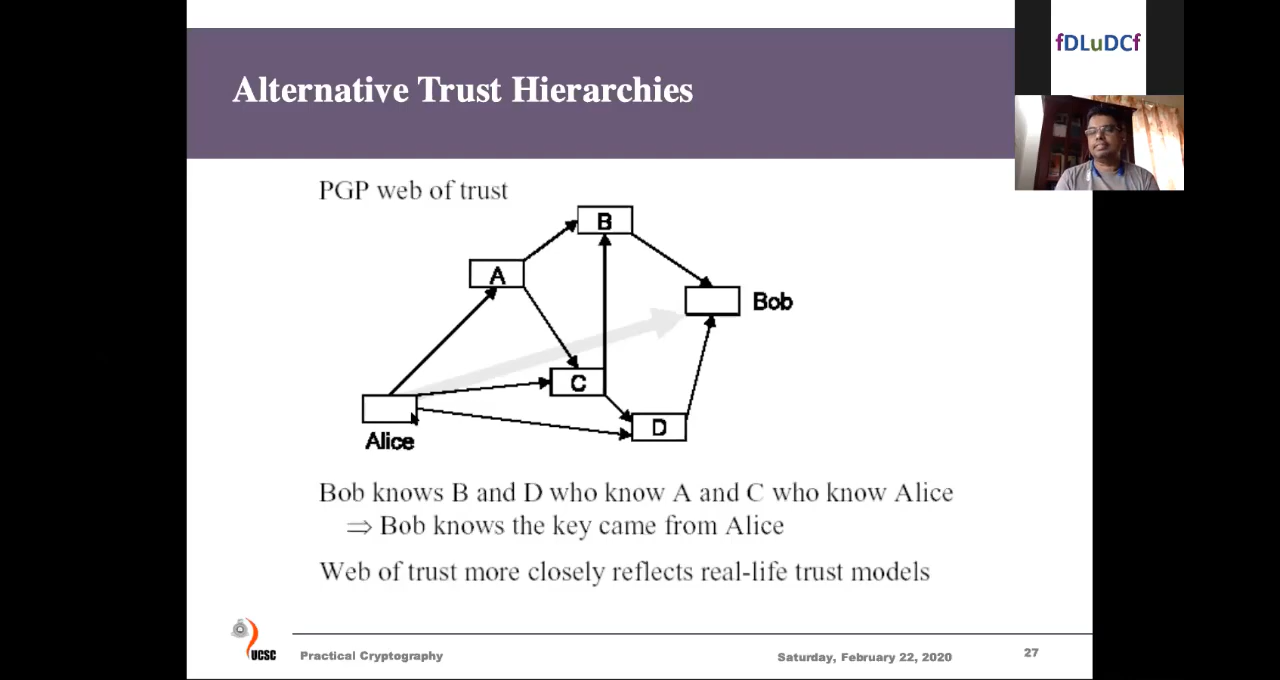 fDLuDCf
Alternative Trust Hierarchies
PGP web of trust
B
A
Bob
C
D
Alice
Bob knows B and D who know A and C who know Alice
⇒ Bob knows the key came from Alice
Web of trust more closely reflects real-life trust models
UCSC
Practical Cryptography
Saturday, February 22, 2020
27